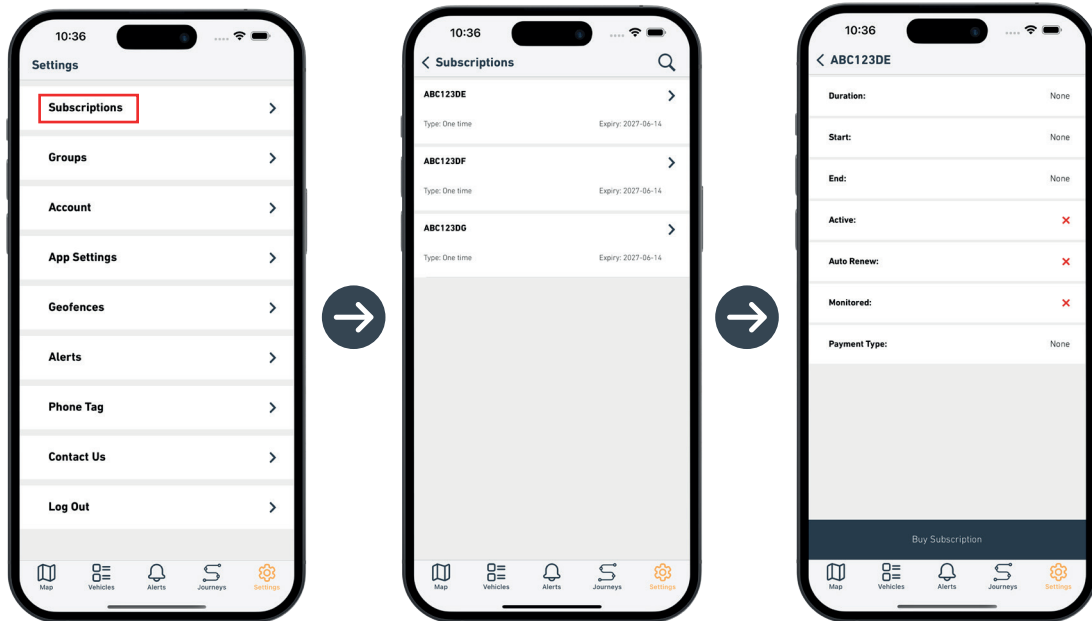 10:36
Settings
Subscriptions
Groups
Account
App Settings
Geofences
Alerts
Phone Tag
Contact Us
Log Out
Map Vehicles Alerts Journeys Settings
10:36
Subscriptions
ABC123DE
Type: One time Expiry: 2027-06-14
ABC123DF
Type: One time Expiry: 2027-06-14
ABC123DG
Type: One time Expiry: 2027-06-14
Map Vehicles Alerts Journeys Settings
10:36
ABC123DE
Duration: None
Start: None
End: None
Active:
Auto Renew:
Monitored:
Payment Type: None
Buy Subscription
Map Vehicles Alerts Journeys Settings